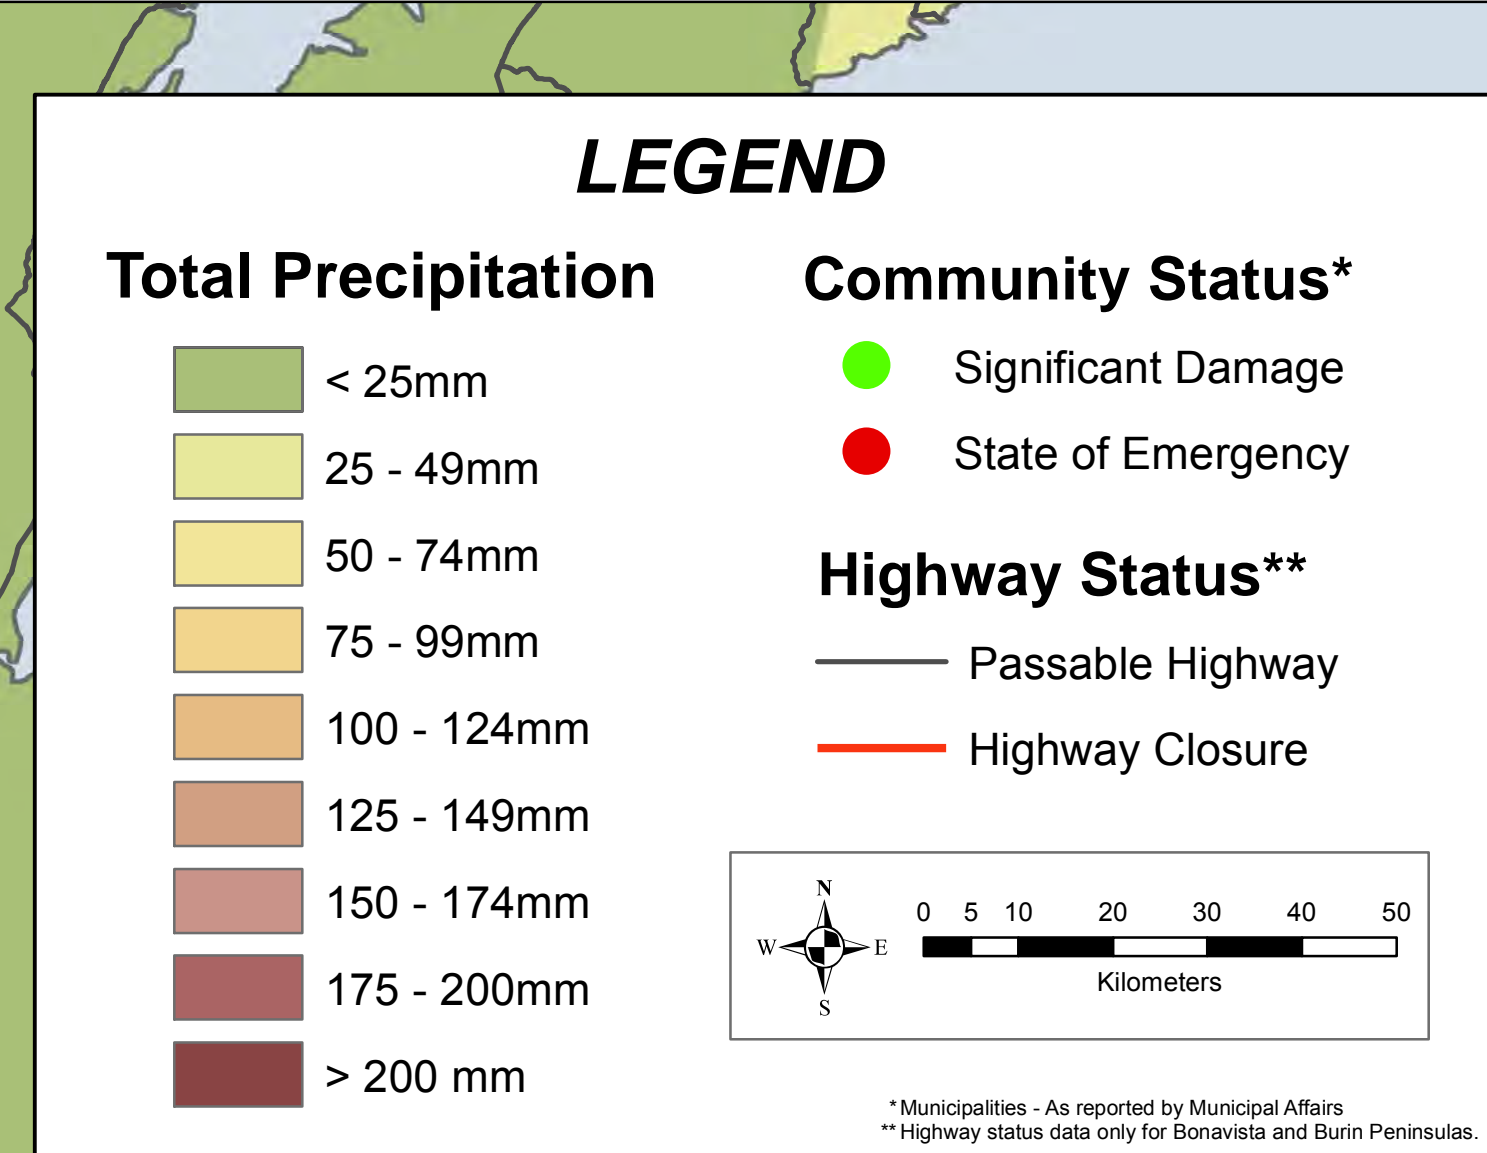 LEGEND
Total Precipitation
< 25mm
25 - 49mm
50 - 74mm
75 - 99mm
100 - 124mm
125 - 149mm
150 - 174mm
175 - 200mm
> 200 mm
Community Status*
Significant Damage
State of Emergency
Highway Status**
Passable Highway
Highway Closure
N
W E
S
0 5 10 20 30 40 50
Kilometers
* Municipalities - As reported by Municipal Affairs
** Highway status data only for Bonavista and Burin Peninsulas.